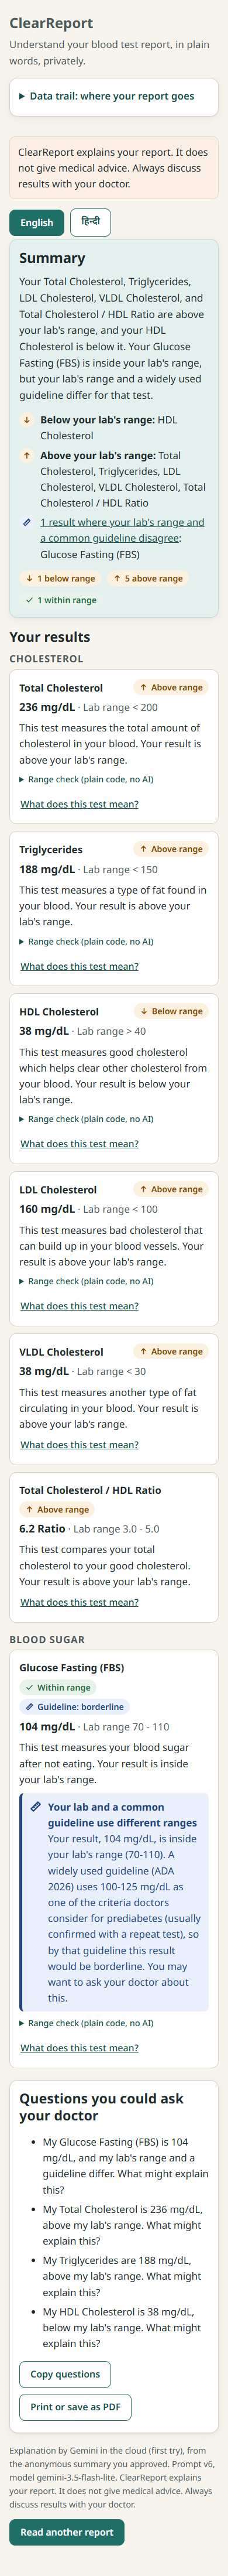 ClearReport
Understand your blood test report, in plain
words, privately.
▶ Data trail: where your report goes
ClearReport explains your report. It does
not give medical advice. Always discuss
results with your doctor.
English हिन्दी
Summary
Your Total Cholesterol, Triglycerides,
LDL Cholesterol, VLDL Cholesterol, and
Total Cholesterol / HDL Ratio are above
your lab's range, and your HDL
Cholesterol is below it. Your Glucose
Fasting (FBS) is inside your lab's range,
but your lab's range and a widely used
guideline differ for that test.
↓ Below your lab's range: HDL
Cholesterol
↑ Above your lab's range: Total
Cholesterol, Triglycerides, LDL
Cholesterol, VLDL Cholesterol, Total
Cholesterol / HDL Ratio
1 result where your lab's range and
a common guideline disagree:
Glucose Fasting (FBS)
↓ 1 below range ↑ 5 above range
✓ 1 within range
Your results
CHOLESTEROL
Total Cholesterol ↑ Above range
236 mg/dL · Lab range < 200
This test measures the total amount of
cholesterol in your blood. Your result is
above your lab's range.
▶ Range check (plain code, no AI)
What does this test mean?
Triglycerides ↑ Above range
188 mg/dL · Lab range < 150
This test measures a type of fat found in
your blood. Your result is above your
lab's range.
▶ Range check (plain code, no AI)
What does this test mean?
HDL Cholesterol ↓ Below range
38 mg/dL · Lab range > 40
This test measures good cholesterol
which helps clear other cholesterol from
your blood. Your result is below your
lab's range.
▶ Range check (plain code, no AI)
What does this test mean?
LDL Cholesterol ↑ Above range
160 mg/dL · Lab range < 100
This test measures bad cholesterol that
can build up in your blood vessels. Your
result is above your lab's range.
▶ Range check (plain code, no AI)
What does this test mean?
VLDL Cholesterol ↑ Above range
38 mg/dL · Lab range < 30
This test measures another type of fat
circulating in your blood. Your result is
above your lab's range.
What does this test mean?
Total Cholesterol / HDL Ratio
↑ Above range
6.2 Ratio · Lab range 3.0 - 5.0
This test compares your total
cholesterol to your good cholesterol.
Your result is above your lab's range.
What does this test mean?
BLOOD SUGAR
Glucose Fasting (FBS)
✓ Within range
Guideline: borderline
104 mg/dL · Lab range 70 - 110
This test measures your blood sugar
after not eating. Your result is inside
your lab's range.
Your lab and a common
guideline use different ranges
Your result, 104 mg/dL, is inside
your lab's range (70-110). A
widely used guideline (ADA
2026) uses 100-125 mg/dL as
one of the criteria doctors
consider for prediabetes (usually
confirmed with a repeat test), so
by that guideline this result
would be borderline. You may
want to ask your doctor about
this.
▶ Range check (plain code, no AI)
What does this test mean?
Questions you could ask
your doctor
• My Glucose Fasting (FBS) is 104
mg/dL, and my lab's range and a
guideline differ. What might explain
this?
• My Total Cholesterol is 236 mg/dL,
above my lab's range. What might
explain this?
• My Triglycerides are 188 mg/dL,
above my lab's range. What might
explain this?
• My HDL Cholesterol is 38 mg/dL,
below my lab's range. What might
explain this?
Copy questions
Print or save as PDF
Explanation by Gemini in the cloud (first try), from
the anonymous summary you approved. Prompt v6,
model gemini-3.5-flash-lite. ClearReport explains
your report. It does not give medical advice. Always
discuss results with your doctor.
Read another report